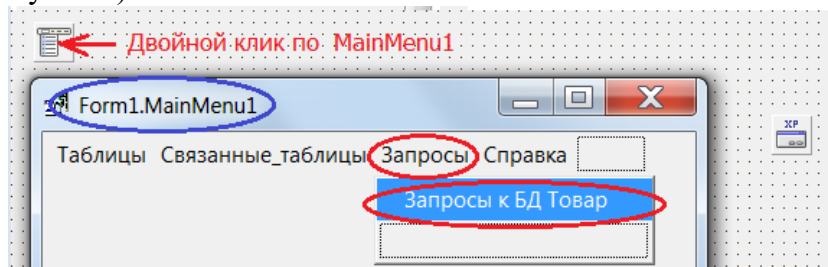 Двойной клик по MainMenu1
Form1.MainMenu1
XP
Таблицы Связанные_таблицы Запросы Справка
Запросы к БД Товар